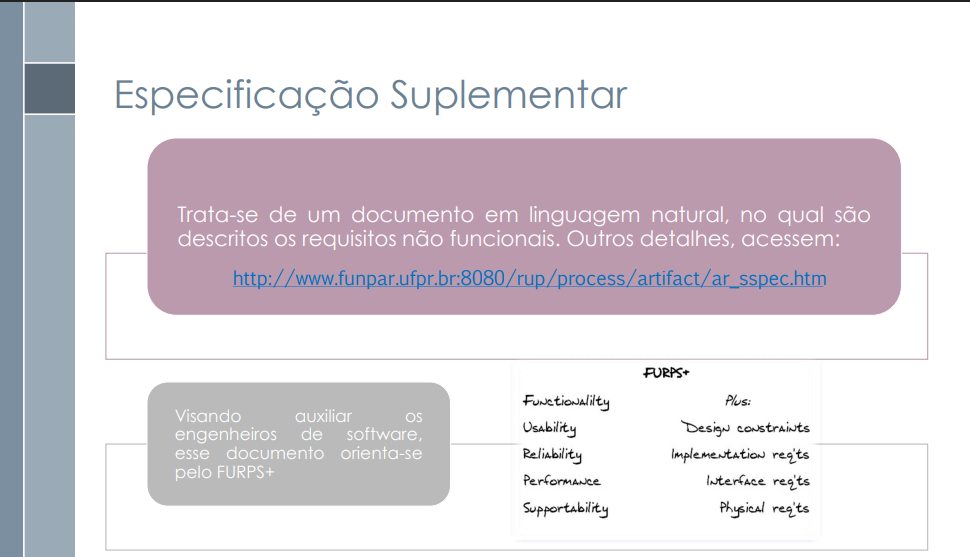 Especificação Suplementar
Trata-se de um documento em linguagem natural, no qual são
descritos os requisitos não funcionais. Outros detalhes, acessem:
http://www.funpar.ufpr.br:8080/rup/process/artifact/ar_sspec.htm
Visando auxiliar os
engenheiros de software,
esse documento orienta-se
pelo FURPS+
FURPS+
Functionalilty Plus:
Usability Design constraints
Reliability Implementation req'ts
Performance Interface req'ts
Supportability Physical req'ts